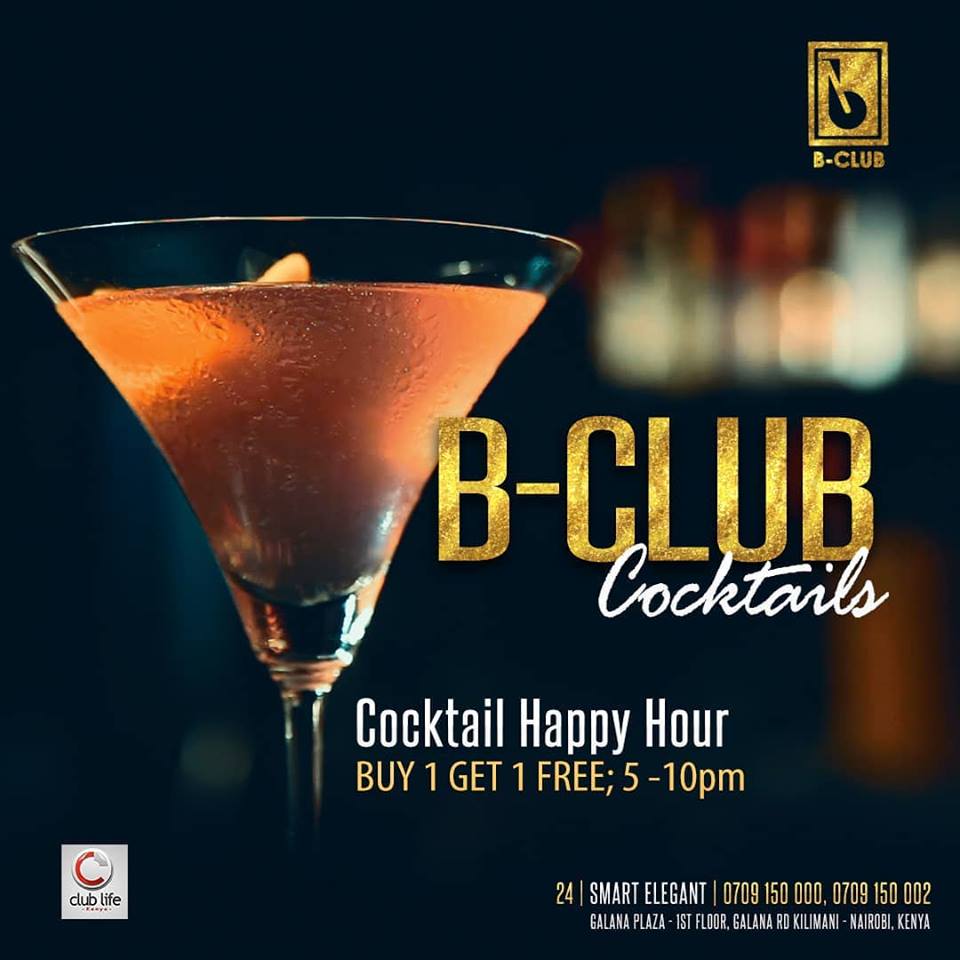 B-CLUB
B-CLUB
Cocktails
Cocktail Happy Hour
BUY 1 GET 1 FREE; 5 -10pm
club life
- Kenya -
24 | SMART ELEGANT | 0709 150 000, 0709 150 002
GALANA PLAZA - 1ST FLOOR, GALANA RD KILIMANI - NAIROBI, KENYA